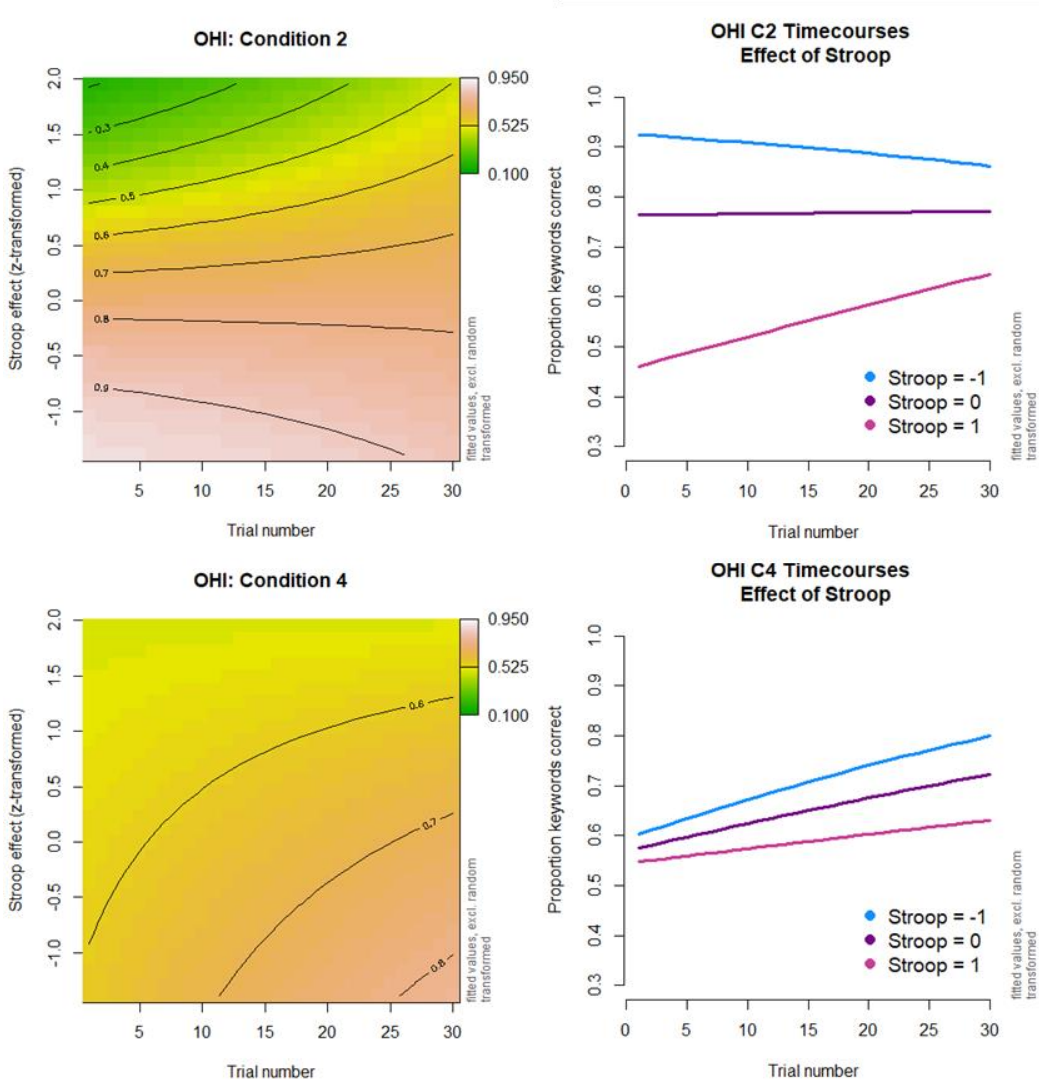 OHI: Condition 2
Stroop effect (z-transformed)
2.0
1.5
1.0
0.5
0.0
-0.5
-1.0
0.3
0.4
0.5
0.6
0.7
0.8
0.9
5 10 15 20 25 30
Trial number
0.950
0.525
0.100
fitted values, excl. random
transformed
OHI C2 Timecourses
Effect of Stroop
Proportion keywords correct
1.0
0.9
0.8
0.7
0.6
0.5
0.4
0.3
Stroop = -1
Stroop = 0
Stroop = 1
0 5 10 15 20 25 30
Trial number
fitted values, excl. random
transformed
OHI: Condition 4
Stroop effect (z-transformed)
2.0
1.5
1.0
0.5
0.0
-0.5
-1.0
0.6
0.7
0.8
5 10 15 20 25 30
Trial number
0.950
0.525
0.100
fitted values, excl. random
transformed
OHI C4 Timecourses
Effect of Stroop
Proportion keywords correct
1.0
0.9
0.8
0.7
0.6
0.5
0.4
0.3
Stroop = -1
Stroop = 0
Stroop = 1
0 5 10 15 20 25 30
Trial number
fitted values, excl. random
transformed